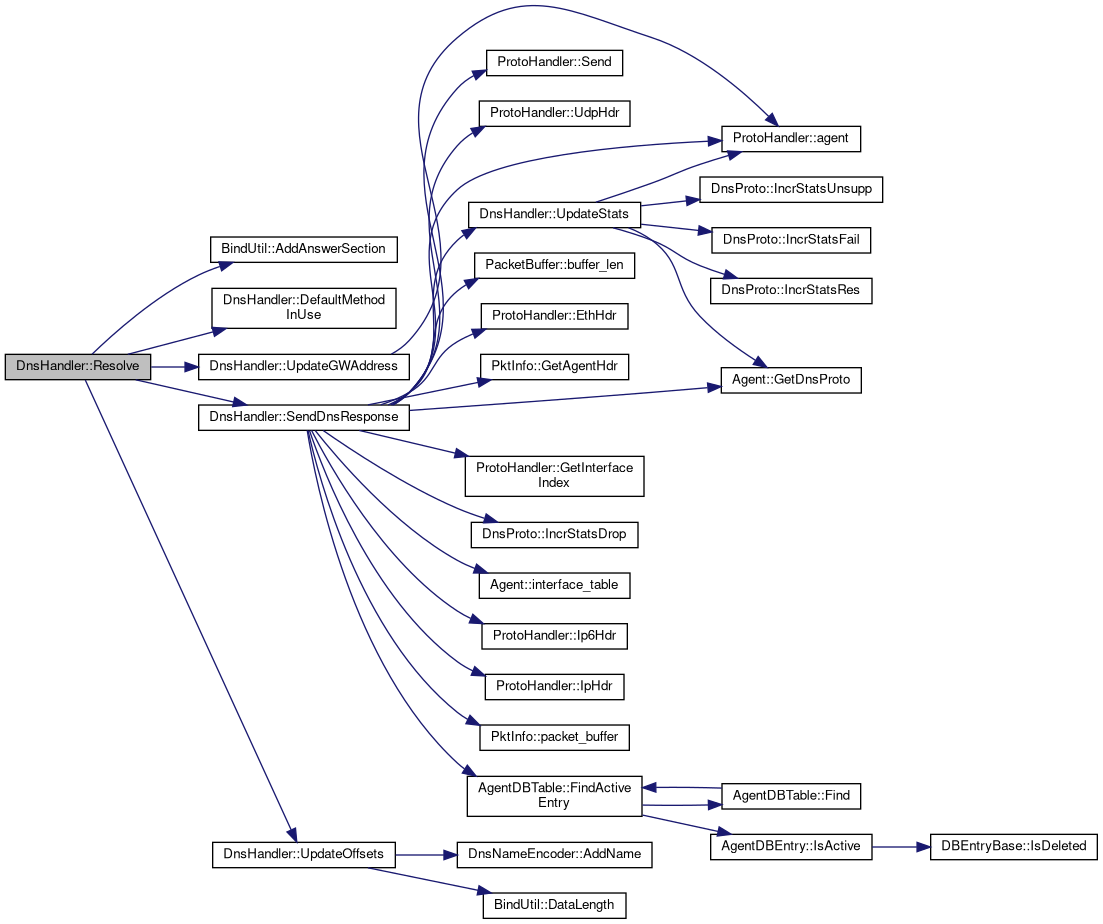 DnsHandler::Resolve
BindUtil::AddAnswerSection
DnsHandler::DefaultMethod
InUse
DnsHandler::UpdateGWAddress
DnsHandler::SendDnsResponse
DnsHandler::UpdateOffsets
ProtoHandler::Send
ProtoHandler::UdpHdr
DnsHandler::UpdateStats
PacketBuffer::buffer_len
ProtoHandler::EthHdr
PktInfo::GetAgentHdr
ProtoHandler::GetInterface
Index
DnsProto::IncrStatsDrop
Agent::interface_table
ProtoHandler::Ip6Hdr
ProtoHandler::IpHdr
PktInfo::packet_buffer
AgentDBTable::FindActive
Entry
DnsNameEncoder::AddName
BindUtil::DataLength
ProtoHandler::agent
DnsProto::IncrStatsUnsupp
DnsProto::IncrStatsFail
DnsProto::IncrStatsRes
Agent::GetDnsProto
AgentDBTable::Find
AgentDBEntry::IsActive
DBEntryBase::IsDeleted